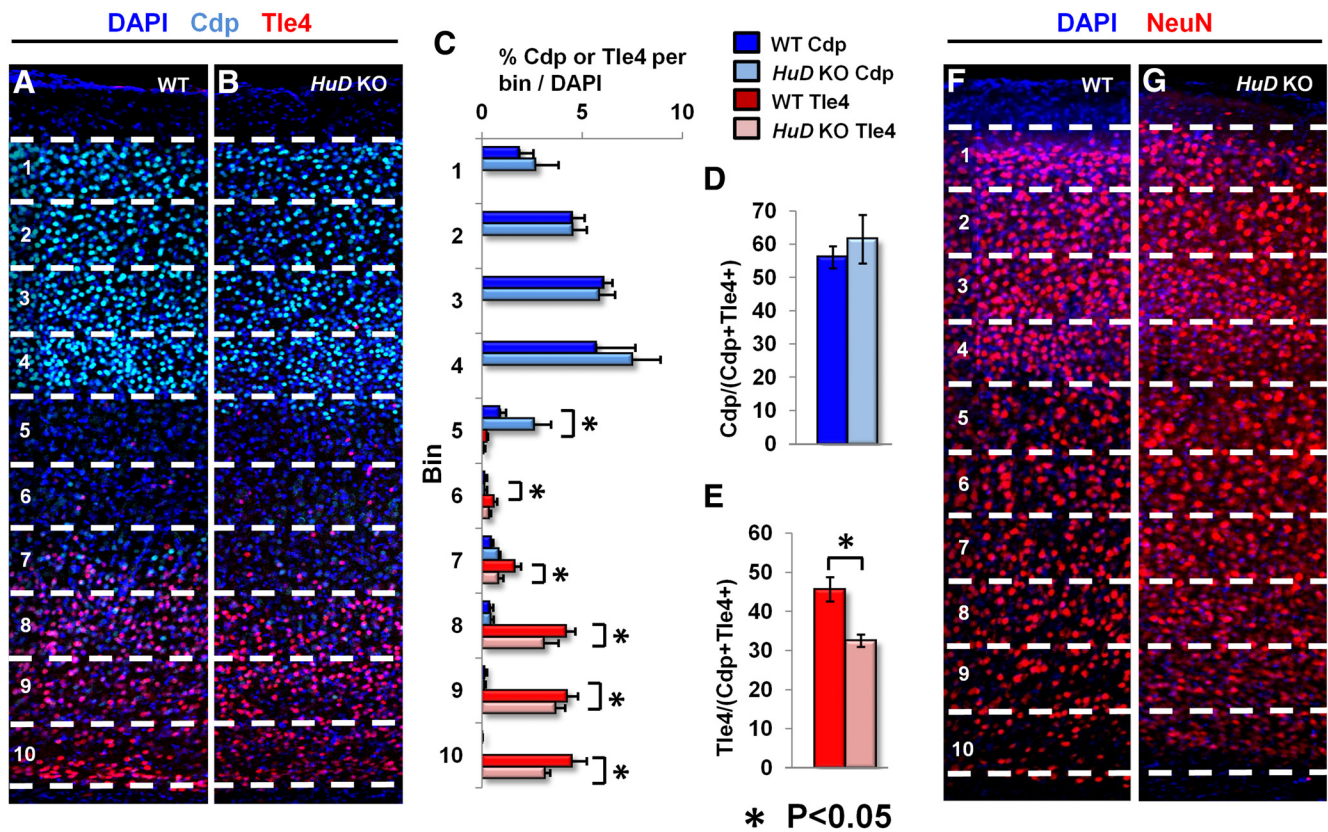 DAPI Cdp Tle4
A WT
B HuD KO
1
2
3
4
5
6
7
8
9
10
C
% Cdp or Tle4 per
bin / DAPI
0 5 10
Bin
1
2
3
4
5 *
6 *
7 *
8 *
9 *
10 *
WT Cdp
HuD KO Cdp
WT Tle4
HuD KO Tle4
D
Cdp/(Cdp+Tle4+)
70
60
50
40
30
20
10
0
E
Tle4/(Cdp+Tle4+)
60
50
40
30
20
10
0
*
* P<0.05
DAPI NeuN
F WT
G HuD KO
1
2
3
4
5
6
7
8
9
10